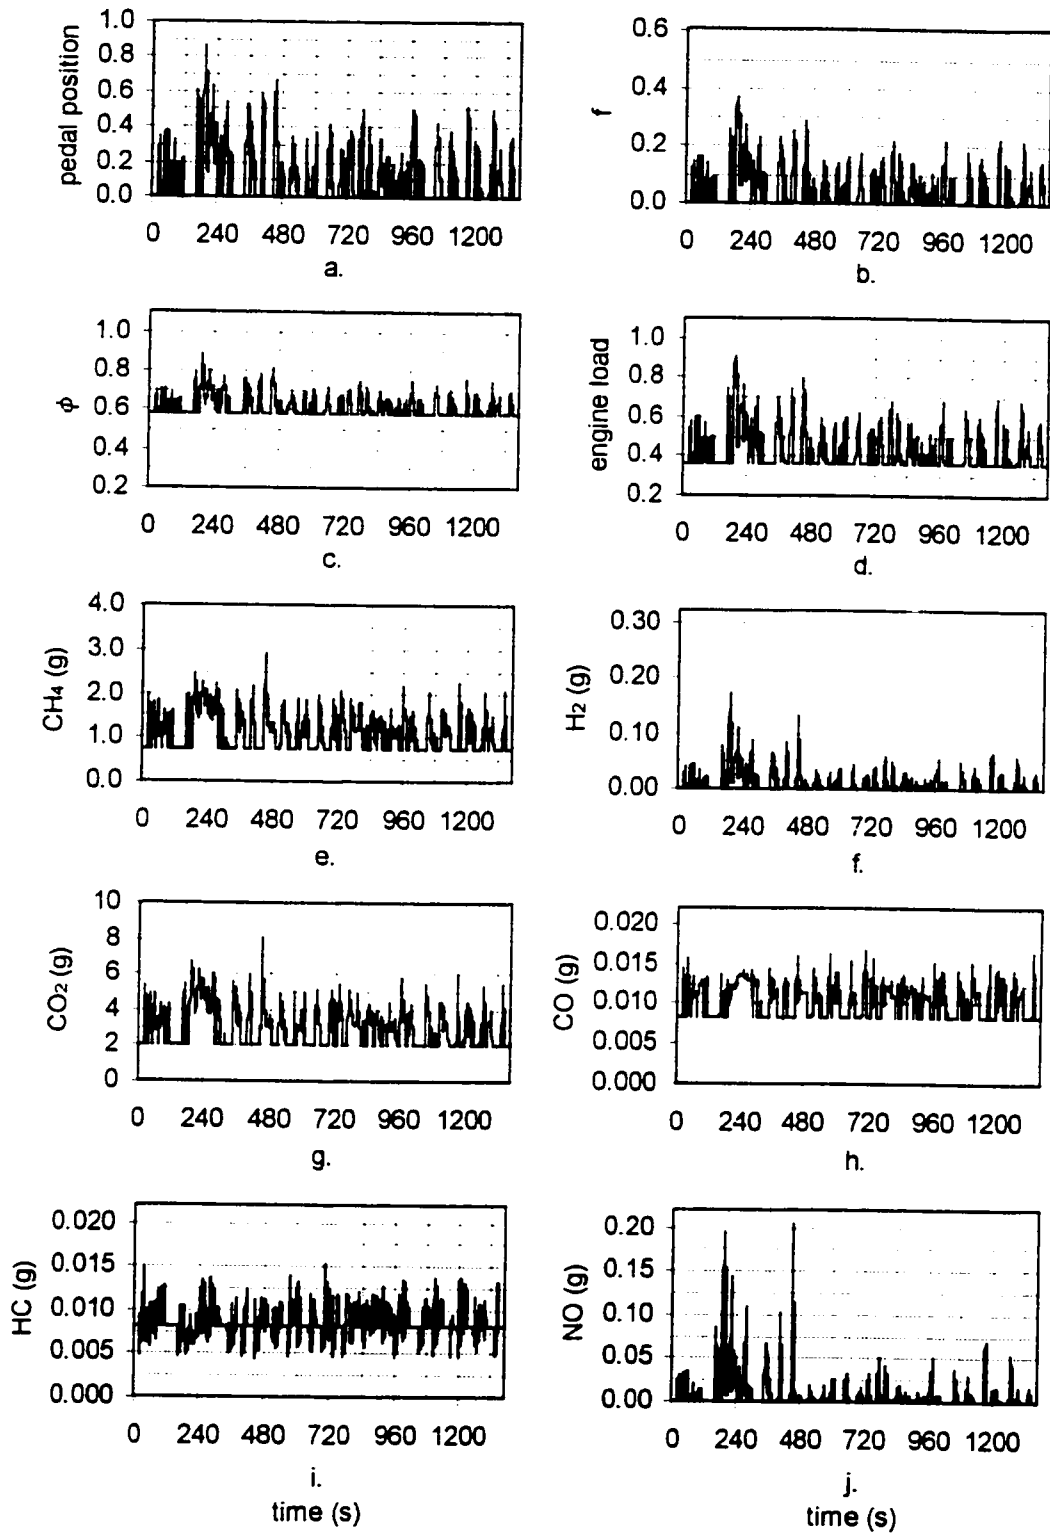 pedal position
1.0
0.8
0.6
0.4
0.2
0.0
0 240 480 720 960 1200
a.
f
0.6
0.4
0.2
0.0
0 240 480 720 960 1200
b.
ϕ
1.0
0.8
0.6
0.4
0.2
0 240 480 720 960 1200
c.
engine load
1.0
0.8
0.6
0.4
0.2
0 240 480 720 960 1200
d.
CH₄ (g)
4.0
3.0
2.0
1.0
0.0
0 240 480 720 960 1200
e.
H₂ (g)
0.30
0.20
0.10
0.00
0 240 480 720 960 1200
f.
CO₂ (g)
10
8
6
4
2
0
0 240 480 720 960 1200
g.
CO (g)
0.020
0.015
0.010
0.005
0.000
0 240 480 720 960 1200
h.
HC (g)
0.020
0.015
0.010
0.005
0.000
0 240 480 720 960 1200
i.
time (s)
NO (g)
0.20
0.15
0.10
0.05
0.00
0 240 480 720 960 1200
j.
time (s)